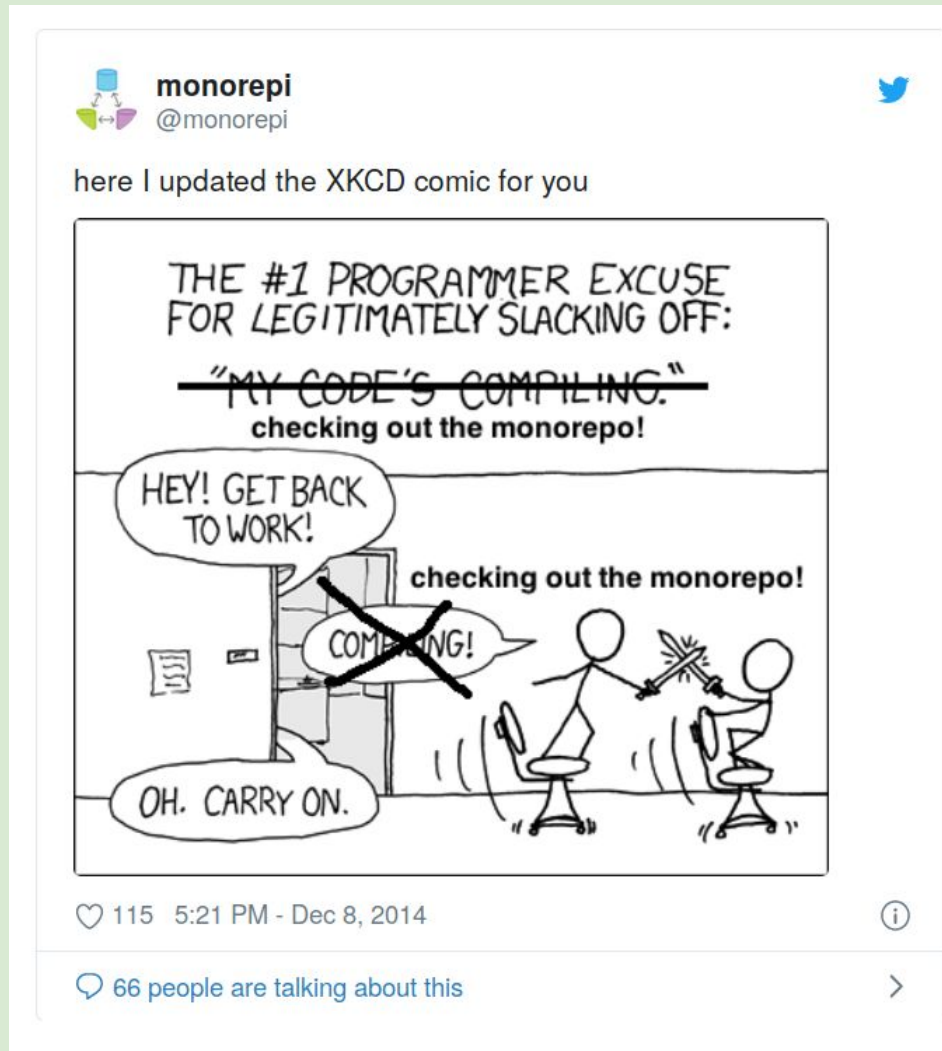 monorepi
@monorepi
here I updated the XKCD comic for you
THE #1 PROGRAMMER EXCUSE
FOR LEGITIMATELY SLACKING OFF:
"MY CODE'S COMPILING."
checking out the monorepo!
HEY! GET BACK
TO WORK!
checking out the monorepo!
COMPILING!
OH. CARRY ON.
115 5:21 PM - Dec 8, 2014
66 people are talking about this